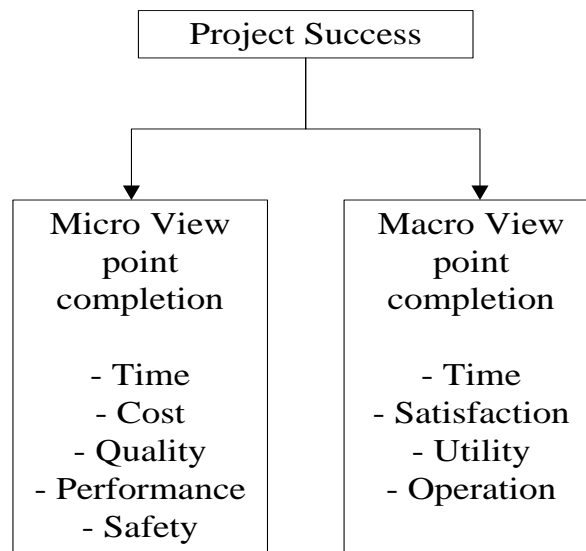 Project Success
Micro View
point
completion
- Time
- Cost
- Quality
- Performance
- Safety
Macro View
point
completion
- Time
- Satisfaction
- Utility
- Operation